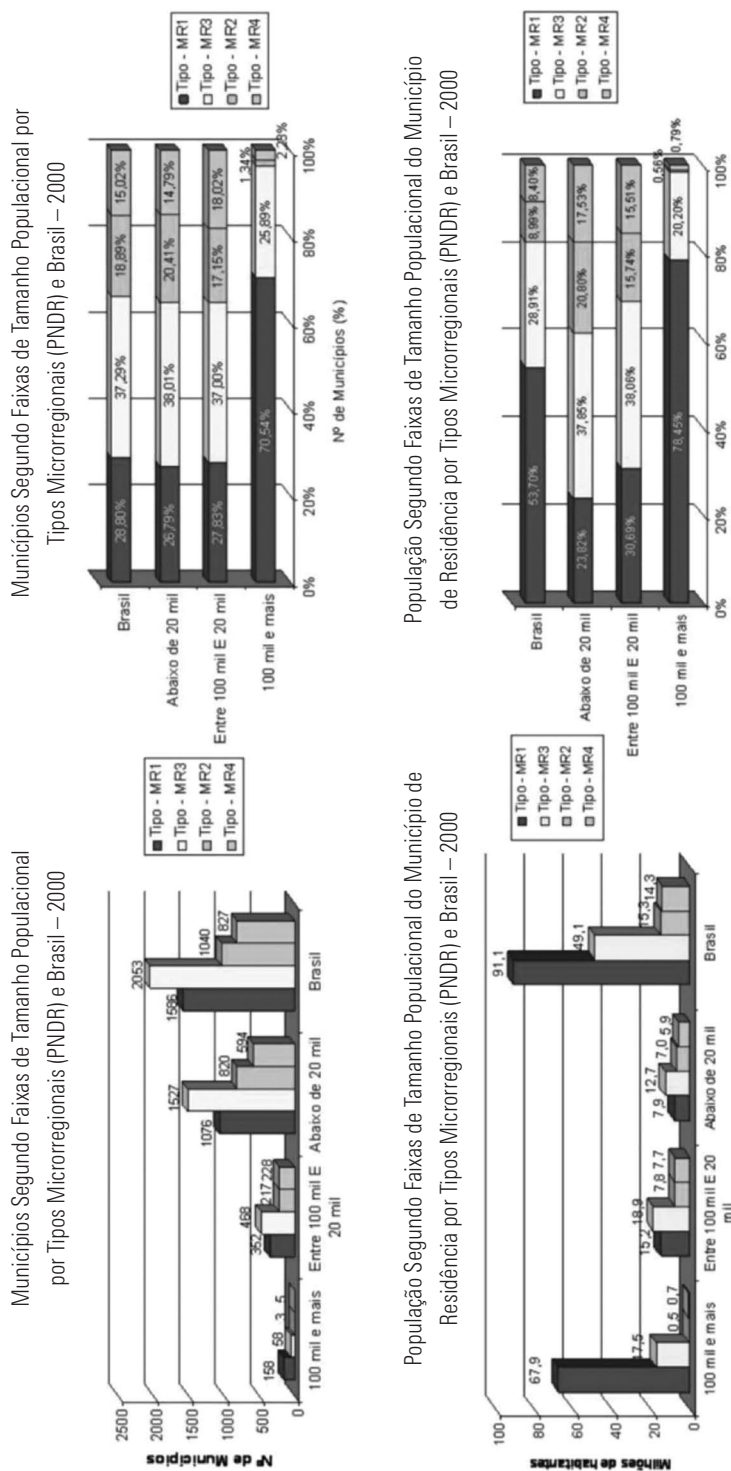 Municípios Segundo Faixas de Tamanho Populacional
por Tipos Microrregionais (PNDR) e Brasil – 2000
Nº de Municípios
2500
2000
1500
1000
500
0
158
58
3
5
352
468
217
228
1076
1527
820
594
1586
2053
1040
827
100 mil e mais
Entre 100 mil E
20 mil
Abaixo de 20 mil
Brasil
Tipo - MR1
Tipo - MR3
Tipo - MR2
Tipo - MR4
Municípios Segundo Faixas de Tamanho Populacional por
Tipos Microrregionais (PNDR) e Brasil – 2000
Brasil
28,80%
37,29%
18,89%
15,02%
Abaixo de 20 mil
26,79%
38,01%
20,41%
14,79%
Entre 100 mil E 20 mil
27,83%
37,00%
17,15%
18,02%
100 mil e mais
70,54%
25,89%
1,34%
2,23%
0%
20%
40%
60%
80%
100%
Nº de Municípios (%)
Tipo - MR1
Tipo - MR3
Tipo - MR2
Tipo - MR4
População Segundo Faixas de Tamanho Populacional do Município de
Residência por Tipos Microrregionais (PNDR) e Brasil – 2000
Milhões de habitantes
100
80
60
40
20
0
67,9
17,5
0,5
0,7
15,2
18,9
7,8
7,7
7,9
12,7
7,0
5,9
91,1
49,1
15,3
14,3
100 mil e mais
Entre 100 mil E 20
mil
Abaixo de 20 mil
Brasil
Tipo - MR1
Tipo - MR3
Tipo - MR2
Tipo - MR4
População Segundo Faixas de Tamanho Populacional do Município
de Residência por Tipos Microrregionais (PNDR) e Brasil – 2000
Brasil
53,70%
28,91%
8,99%
8,40%
Abaixo de 20 mil
23,82%
37,85%
20,80%
17,53%
Entre 100 mil E 20 mil
30,69%
38,06%
15,74%
15,51%
100 mil e mais
78,45%
20,20%
0,56%
0,79%
0%
20%
40%
60%
80%
100%
Tipo - MR1
Tipo - MR3
Tipo - MR2
Tipo - MR4